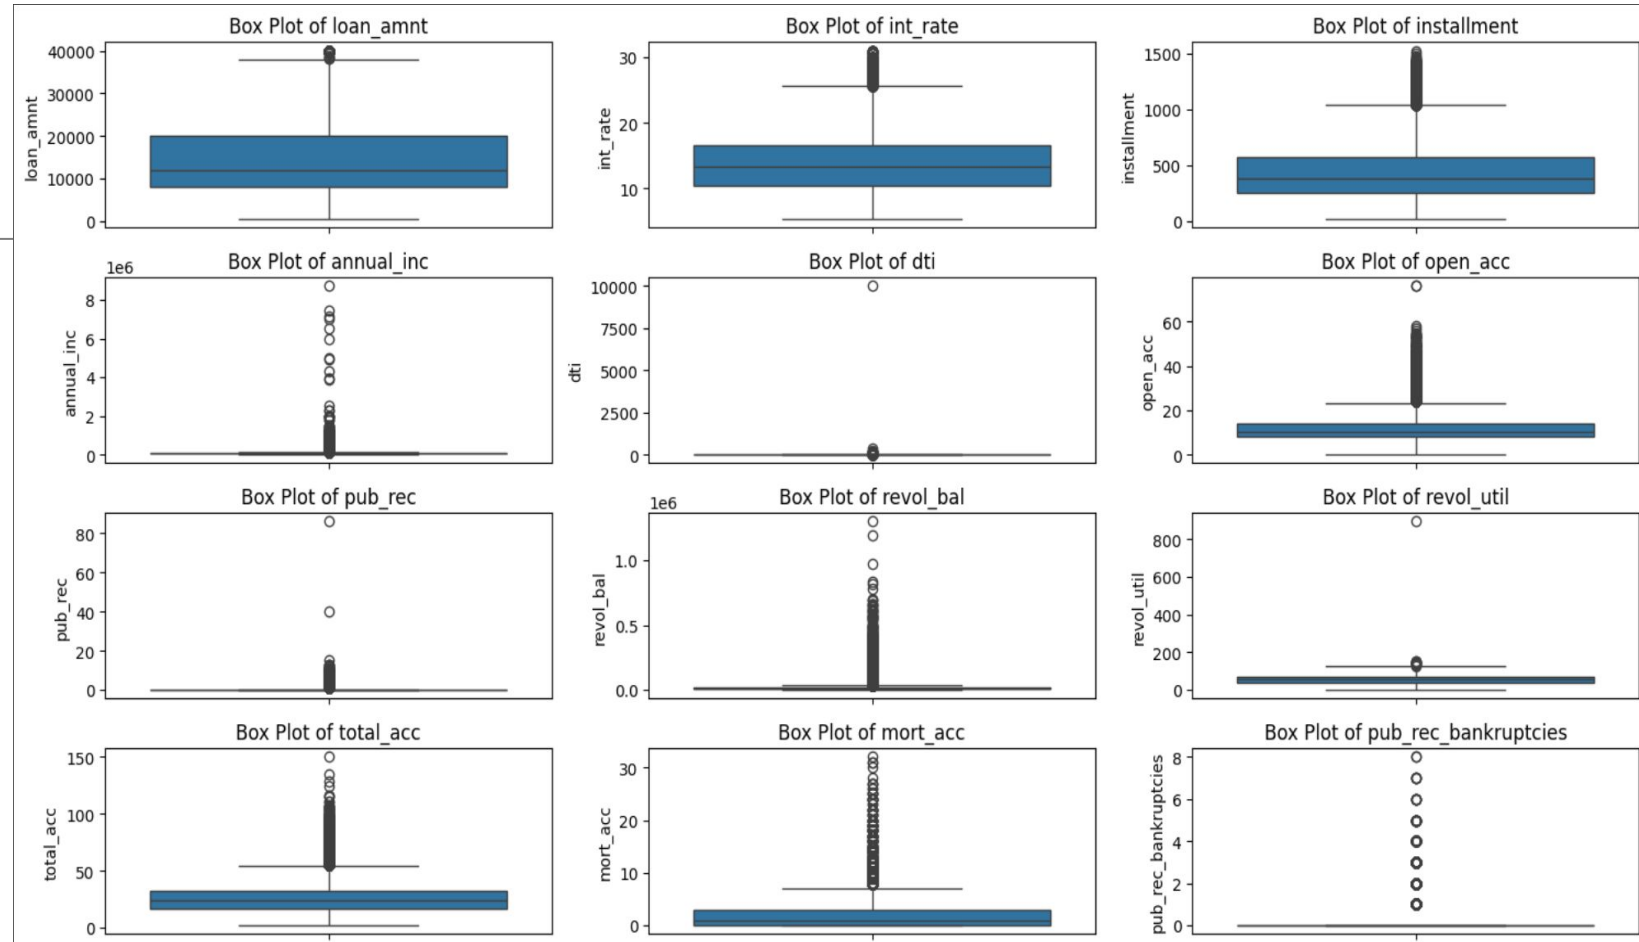 Box Plot of loan_amnt
loan_amnt
40000
30000
20000
10000
0
Box Plot of int_rate
int_rate
30
20
10
Box Plot of installment
installment
1500
1000
500
0
Box Plot of annual_inc
1e6
annual_inc
8
6
4
2
0
Box Plot of dti
dti
10000
7500
5000
2500
0
Box Plot of open_acc
open_acc
60
40
20
0
Box Plot of pub_rec
pub_rec
80
60
40
20
0
Box Plot of revol_bal
1e6
revol_bal
1.0
0.5
0.0
Box Plot of revol_util
revol_util
800
600
400
200
0
Box Plot of total_acc
total_acc
150
100
50
0
Box Plot of mort_acc
mort_acc
30
20
10
0
Box Plot of pub_rec_bankruptcies
pub_rec_bankruptcies
8
6
4
2
0